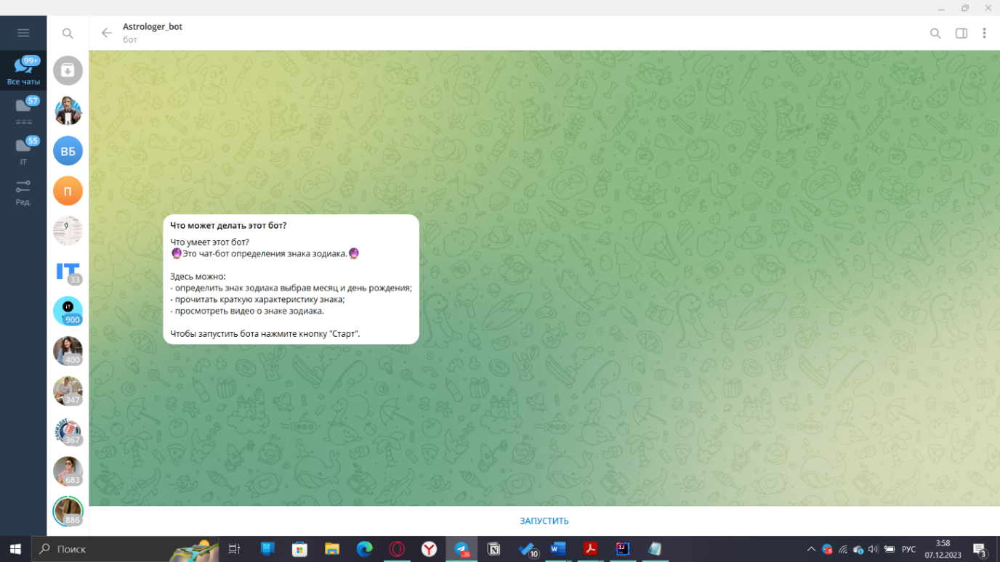 Astrologer_bot
бот
99+
Все чаты
57
55
IT
Ред.
ВБ
П
IT
33
IT
900
400
347
367
683
886
Что может делать этот бот?
Что умеет этот бот?
🔮Это чат-бот определения знака зодиака.🔮
Здесь можно:
- определить знак зодиака выбрав месяц и день рождения;
- прочитать краткую характеристику знака;
- просмотреть видео о знаке зодиака.
Чтобы запустить бота нажмите кнопку "Старт".
ЗАПУСТИТЬ
Поиск
10
РУС
3:58
07.12.2023
3